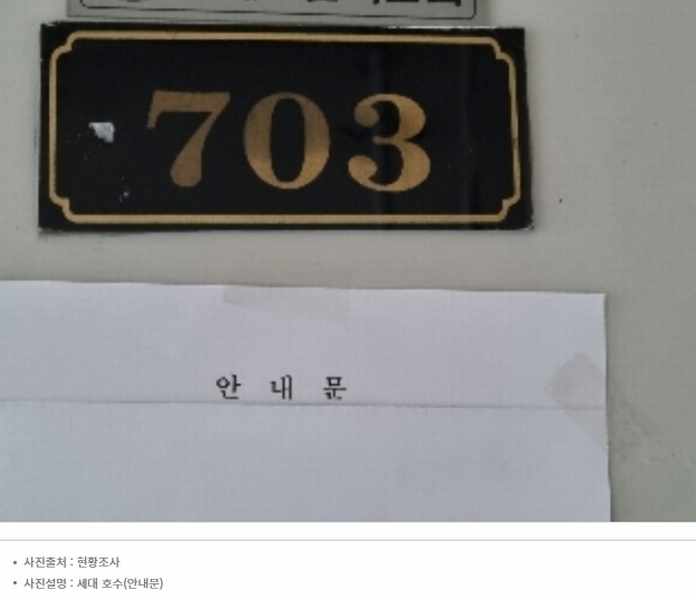 703
안 내 문
• 사진출처 : 현황조사
• 사진설명 : 세대 호수(안내문)